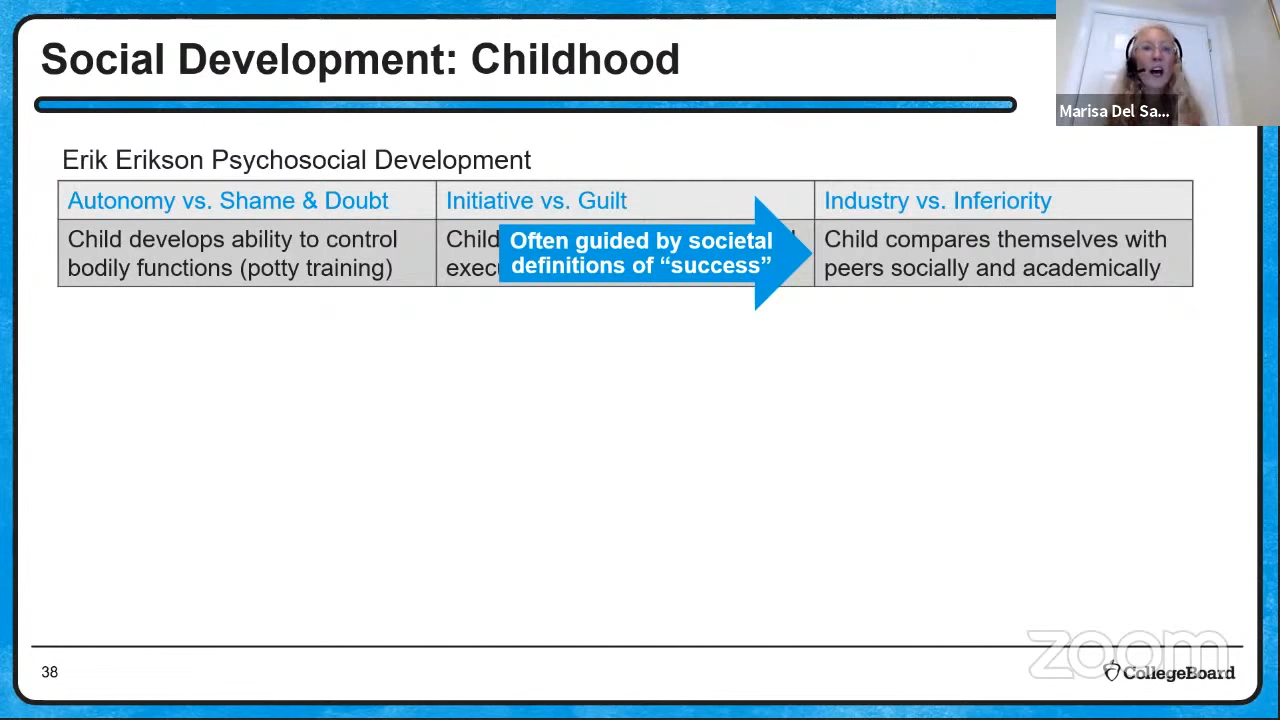 Social Development: Childhood
Marisa Del Sa...
Erik Erikson Psychosocial Development
Autonomy vs. Shame & Doubt
Initiative vs. Guilt
Industry vs. Inferiority
Child develops ability to control
bodily functions (potty training)
Child
Often guided by societal
definitions of “success”
Child compares themselves with
peers socially and academically
38
zoom
CollegeBoard